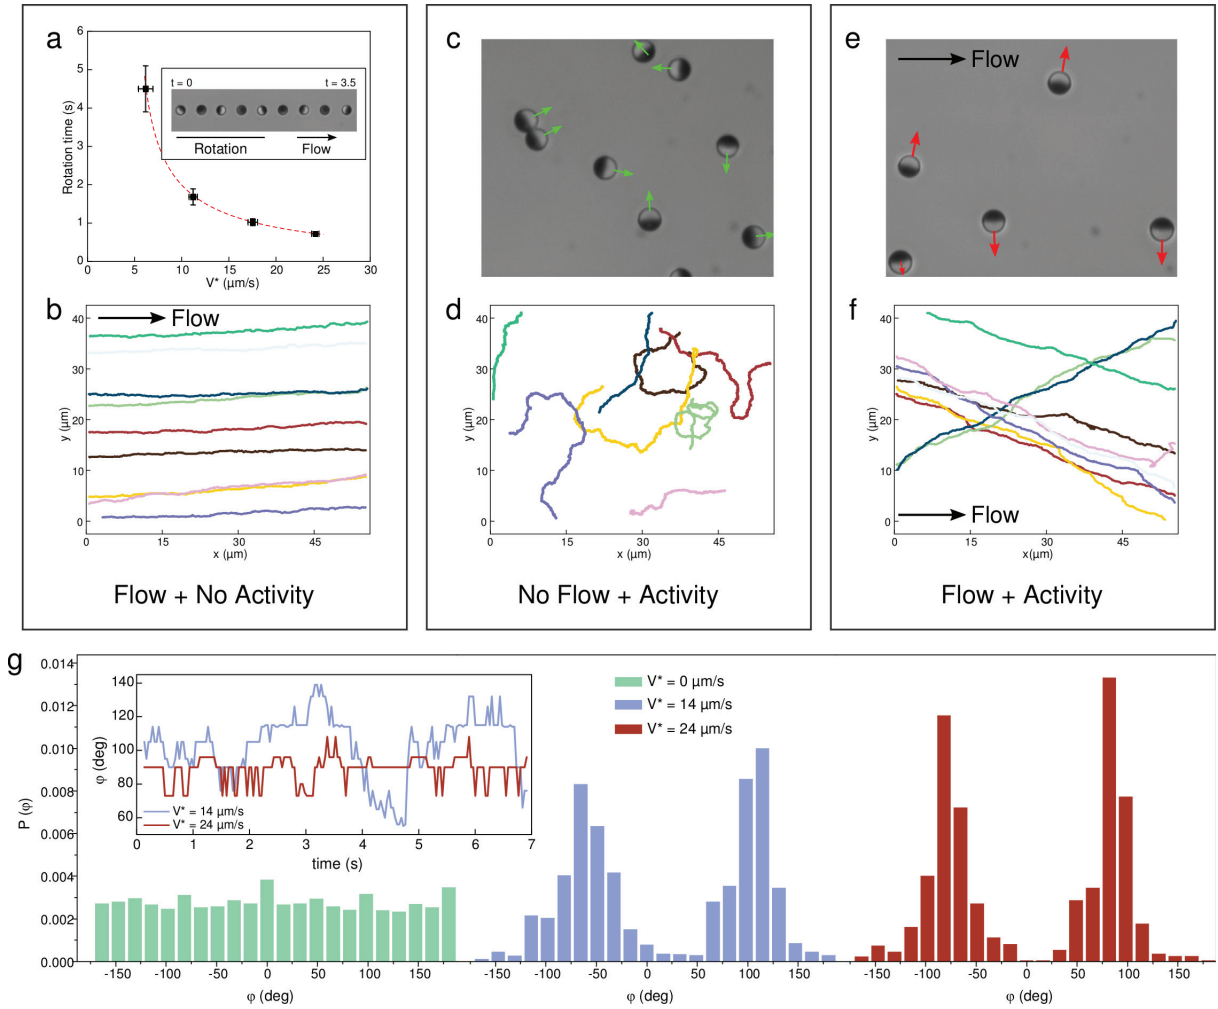 a
6
5
4
3
2
1
0
Rotation time (s)
t = 0
t = 3.5
Rotation
Flow
0
5
10
15
20
25
30
V* (µm/s)
b
Flow
40
30
20
10
0
y (µm)
0
15
30
45
x (µm)
Flow + No Activity
c
d
40
30
20
10
0
y (µm)
0
15
30
45
x (µm)
No Flow + Activity
e
Flow
f
40
30
20
10
0
y (µm)
Flow
0
15
30
45
x(µm)
Flow + Activity
g
0.014
0.012
0.010
0.008
0.006
0.004
0.002
0.000
P (φ)
140
120
100
80
60
φ (deg)
V* = 14 µm/s
V* = 24 µm/s
0
1
2
3
4
5
6
7
time (s)
V* = 0 µm/s
V* = 14 µm/s
V* = 24 µm/s
-150
-100
-50
0
50
100
150
φ (deg)
-150
-100
-50
0
50
100
150
φ (deg)
-150
-100
-50
0
50
100
150
φ (deg)